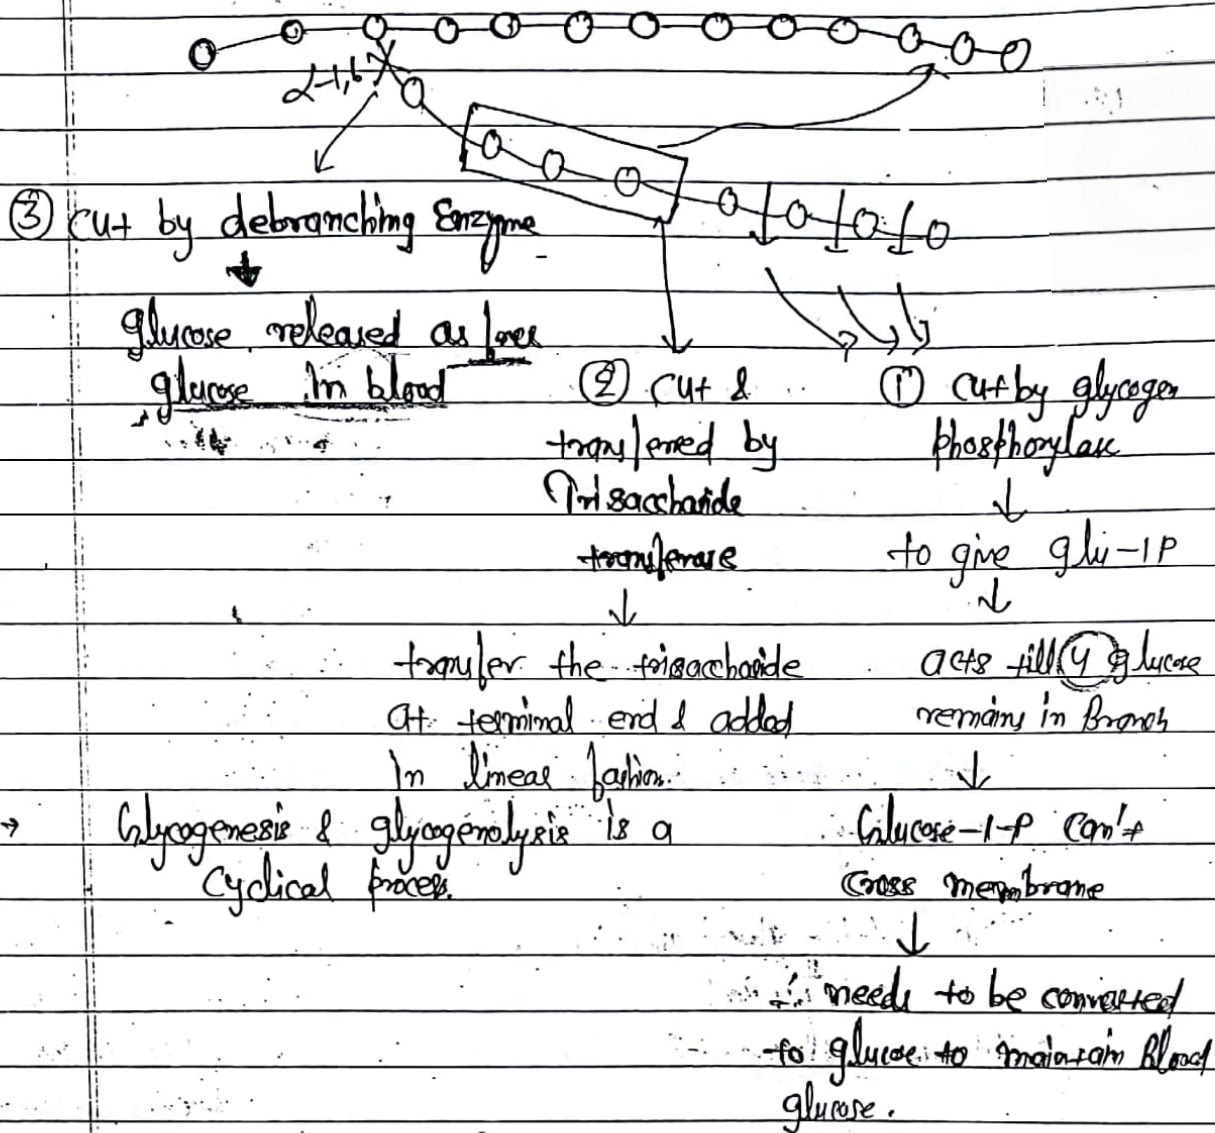 α-1,6
③ cut by debranching Enzyme
glucose released as free
glucose in blood
② cut &
transferred by
Trisaccharide
transferase
transfer the trisaccharide
at terminal end & added
in linear fashion.
① cut by glycogen
phosphorylase
to give glu-1P
acts till 4 glucose
remains in Branch
Glucose-1-P can't
cross membrane
∴ needs to be converted
to glucose to maintain Blood
glucose.
→ Glycogenesis & glycogenolysis is a
cyclical process.